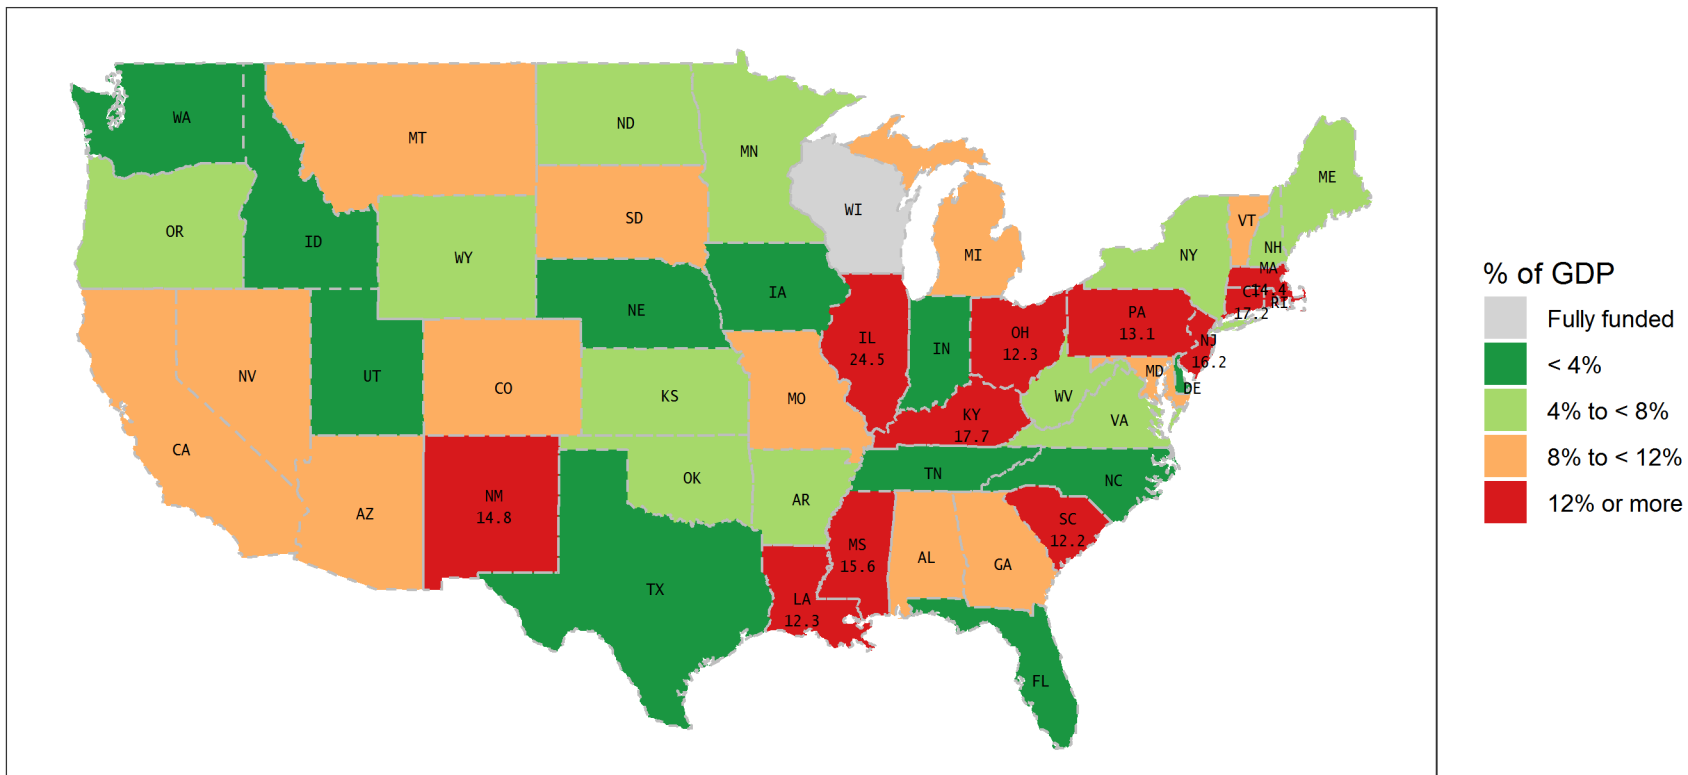 WA
MT
ND
MN
ME
OR
ID
WY
SD
WI
MI
NY
VT
NH
MA
14.4
CT
17.2
RI
NE
IA
IL
24.5
IN
OH
12.3
PA
13.1
NJ
16.2
NV
UT
CO
KS
MO
KY
17.7
WV
VA
MD
DE
CA
AZ
NM
14.8
OK
AR
TN
NC
TX
LA
12.3
MS
15.6
AL
GA
SC
12.2
FL
% of GDP
Fully funded
< 4%
4% to < 8%
8% to < 12%
12% or more